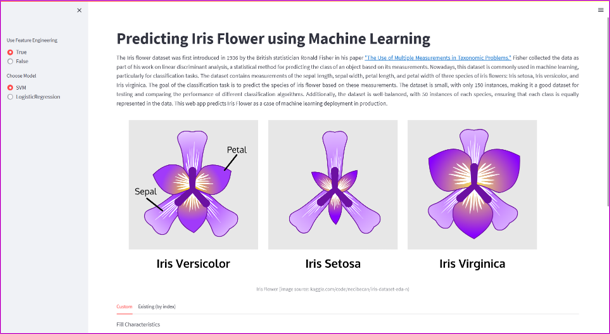 Predicting Iris Flower using Machine Learning
Use Feature Engineering
True
False
Choose Model
SVM
LogisticRegression
The Iris flower dataset was first introduced in 1936 by the British statistician Ronald Fisher in his paper "The Use of Multiple Measurements in Taxonomic Problems." Fisher collected the data as
part of his work on linear discriminant analysis, a statistical method for predicting the class of an object based on its measurements. Nowadays, this dataset is commonly used in machine learning,
particularly for classification tasks. The dataset contains measurements of the sepal length, sepal width, petal length, and petal width of three species of iris flowers: Iris setosa, Iris versicolor, and
Iris virginica. The goal of the classification task is to predict the species of iris flower based on these measurements. The dataset is small, with only 150 instances, making it a good dataset for
testing and comparing the performance of different classification algorithms. Additionally, the dataset is well-balanced, with 50 instances of each species, ensuring that each class is equally
represented in the data. This web app predicts Iris Flower as a case of machine learning deployment in production.
Petal
Sepal
Iris Versicolor
Iris Setosa
Iris Virginica
Iris Flower [image source:
Custom
Existing (by index)
Fill Characteristics